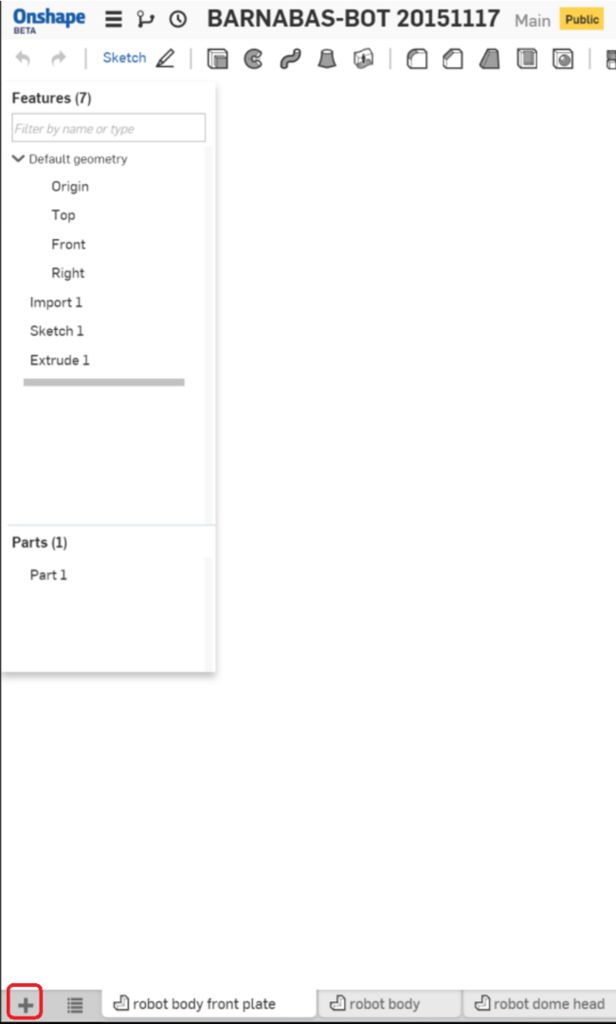 Onshape BARNABAS-BOT 20151117 Main Public
BETA
Sketch
Features (7)
Filter by name or type
Default geometry
Origin
Top
Front
Right
Import 1
Sketch 1
Extrude 1
Parts (1)
Part 1
robot body front plate robot body robot dome head